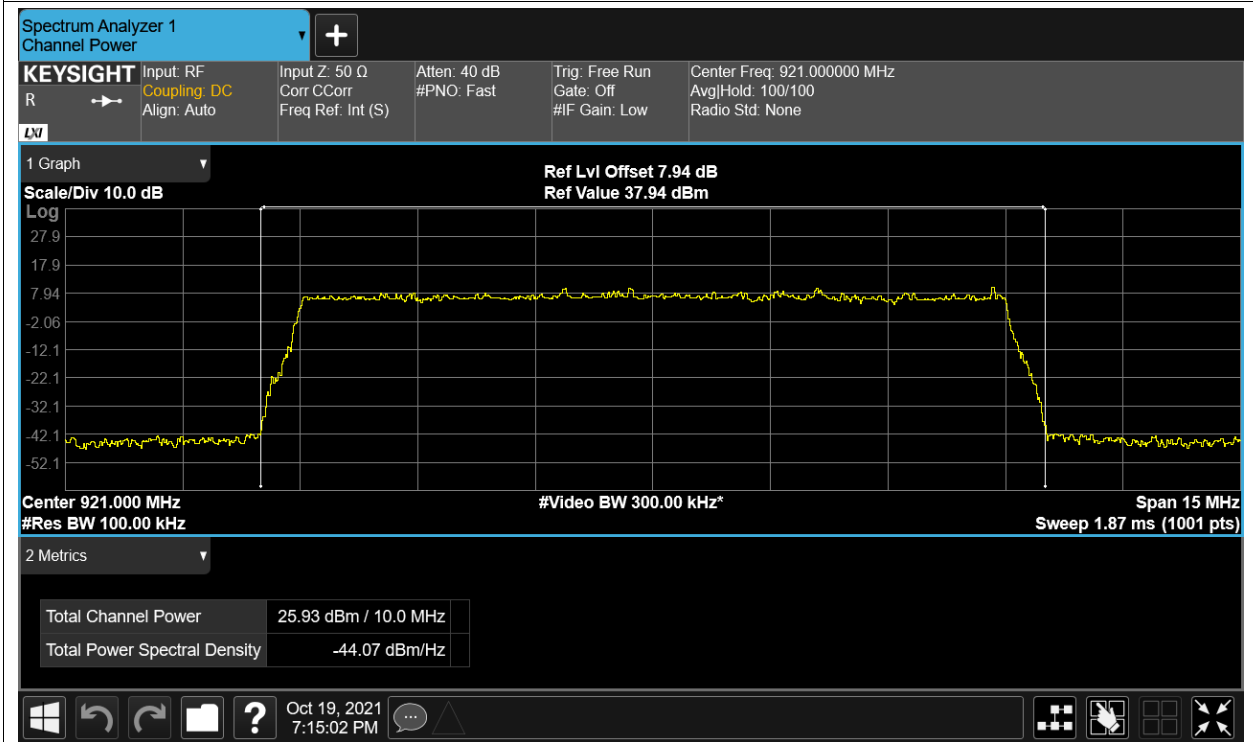 Spectrum Analyzer 1
Channel Power
KEYSIGHT
R
LXI
Input: RF
Coupling: DC
Align: Auto
Input Z: 50 Ω
Corr CCorr
Freq Ref: Int (S)
Atten: 40 dB
#PNO: Fast
Trig: Free Run
Gate: Off
#IF Gain: Low
Center Freq: 921.000000 MHz
Avg|Hold: 100/100
Radio Std: None
1 Graph
Scale/Div 10.0 dB
Ref Lvl Offset 7.94 dB
Ref Value 37.94 dBm
Log
27.9
17.9
7.94
-2.06
-12.1
-22.1
-32.1
-42.1
-52.1
Center 921.000 MHz
#Video BW 300.00 kHz*
Span 15 MHz
#Res BW 100.00 kHz
Sweep 1.87 ms (1001 pts)
2 Metrics
Total Channel Power 25.93 dBm / 10.0 MHz
Total Power Spectral Density -44.07 dBm/Hz
?
Oct 19, 2021
7:15:02 PM